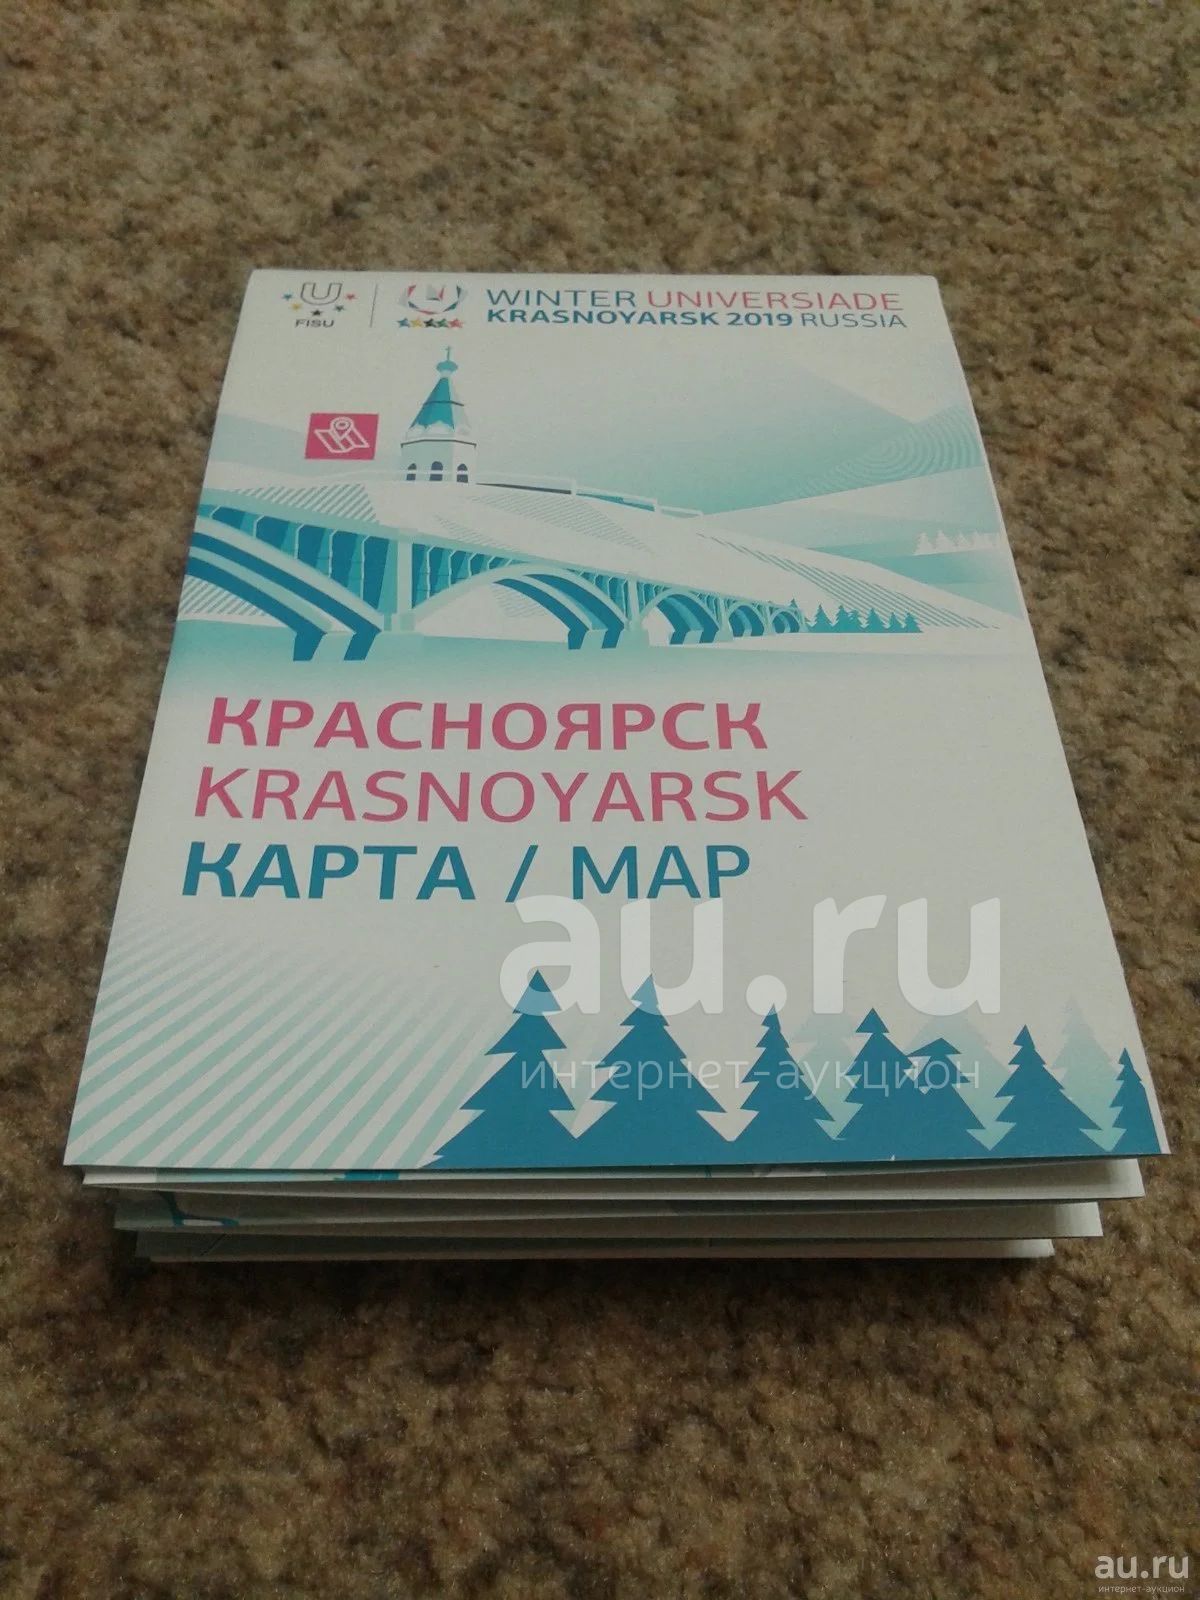 FISU
WINTER UNIVERSIADE
KRASNOYARSK 2019 RUSSIA
КРАСНОЯРСК
KRASNOYARSK
КАРТА / MAP
au.ru
интернет-аукцион
au.ru
интернет-аукцион